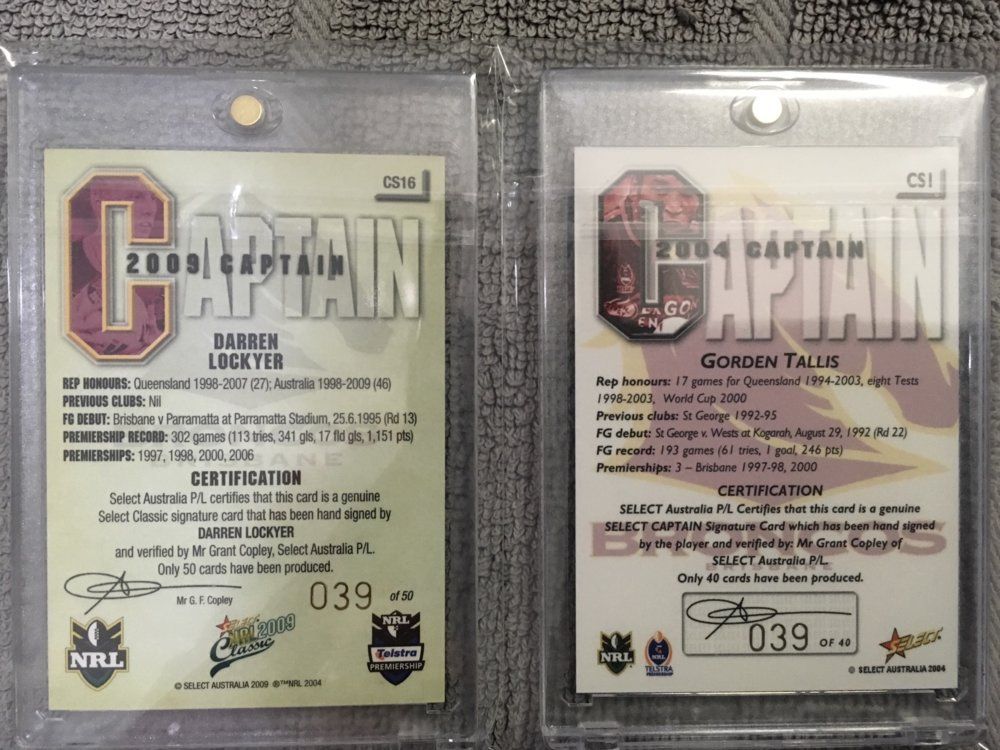 CS16
CAPTAIN
2009 CAPTAIN
DARREN
LOCKYER
REP HONOURS: Queensland 1998-2007 (27); Australia 1998-2009 (46)
PREVIOUS CLUBS: Nil
FG DEBUT: Brisbane v Parramatta at Parramatta Stadium, 25.6.1995 (Rd 13)
PREMIERSHIP RECORD: 302 games (113 tries, 341 gls, 17 fld gls, 1,151 pts)
PREMIERSHIPS: 1997, 1998, 2000, 2006
BRISBANE
CERTIFICATION
Select Australia P/L certifies that this card is a genuine
Select Classic signature card that has been hand signed by
DARREN LOCKYER
and verified by Mr Grant Copley, Select Australia P/L.
Only 50 cards have been produced.
Mr G. F. Copley
039 of 50
NRL
SELECT
NRL 2009
Classic
NRL
Telstra
PREMIERSHIP
© SELECT AUSTRALIA 2009 ®™NRL 2004
CS1
CAPTAIN
2004 CAPTAIN
GORDEN TALLIS
Rep honours: 17 games for Queensland 1994-2003, eight Tests
1998-2003, World Cup 2000
Previous clubs: St George 1992-95
FG debut: St George v. Wests at Kogarah, August 29, 1992 (Rd 22)
FG record: 193 games (61 tries, 1 goal, 246 pts)
Premierships: 3 – Brisbane 1997-98, 2000
CERTIFICATION
SELECT Australia P/L Certifies that this card is a genuine
SELECT CAPTAIN Signature Card which has been hand signed
by the player and verified by: Mr Grant Copley of
BRONCOS
SELECT Australia P/L.
BRISBANE
Only 40 cards have been produced.
039 OF 40
NRL
TELSTRA
PREMIERSHIP
SELECT
© SELECT AUSTRALIA 2004